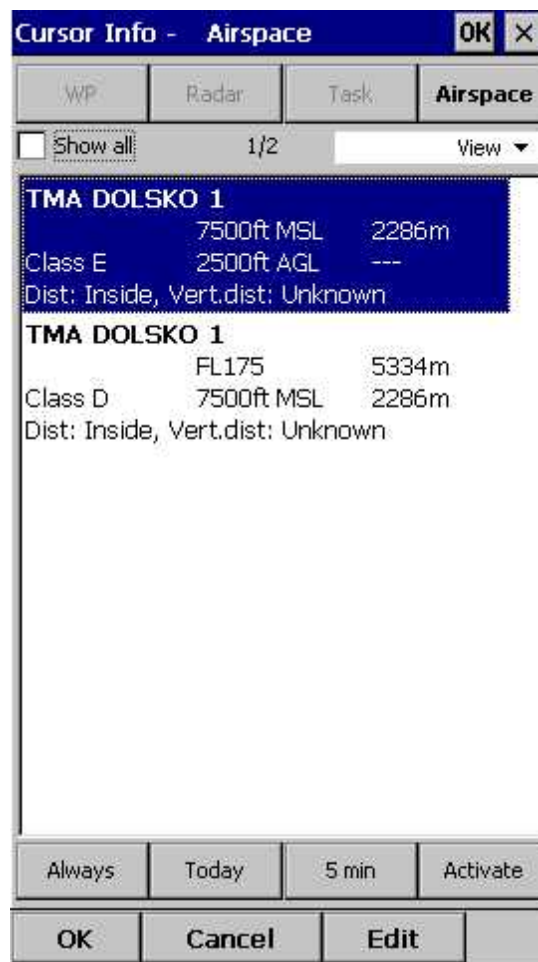 Cursor Info - Airspace OK ×
WP Radar Task Airspace
Show all 1/2 View
TMA DOLSKO 1
7500ft MSL 2286m
Class E 2500ft AGL ---
Dist: Inside, Vert.dist: Unknown
TMA DOLSKO 1
FL175 5334m
Class D 7500ft MSL 2286m
Dist: Inside, Vert.dist: Unknown
Always Today 5 min Activate
OK Cancel Edit